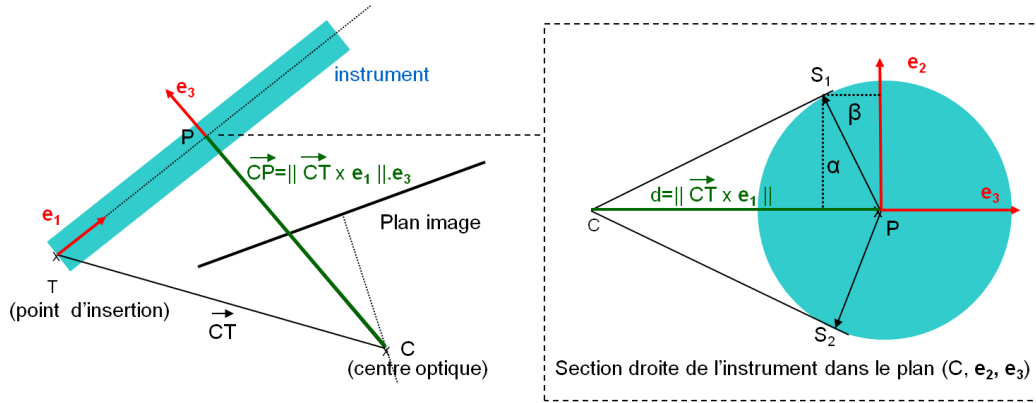 instrument
e3
P
CP=|| CT x e1 ||.e3
e1
Plan image
T
(point d'insertion)
CT
C
(centre optique)
S1
e2
β
α
d=|| CT x e1 ||
e3
C
P
S2
Section droite de l'instrument dans le plan (C, e2, e3)